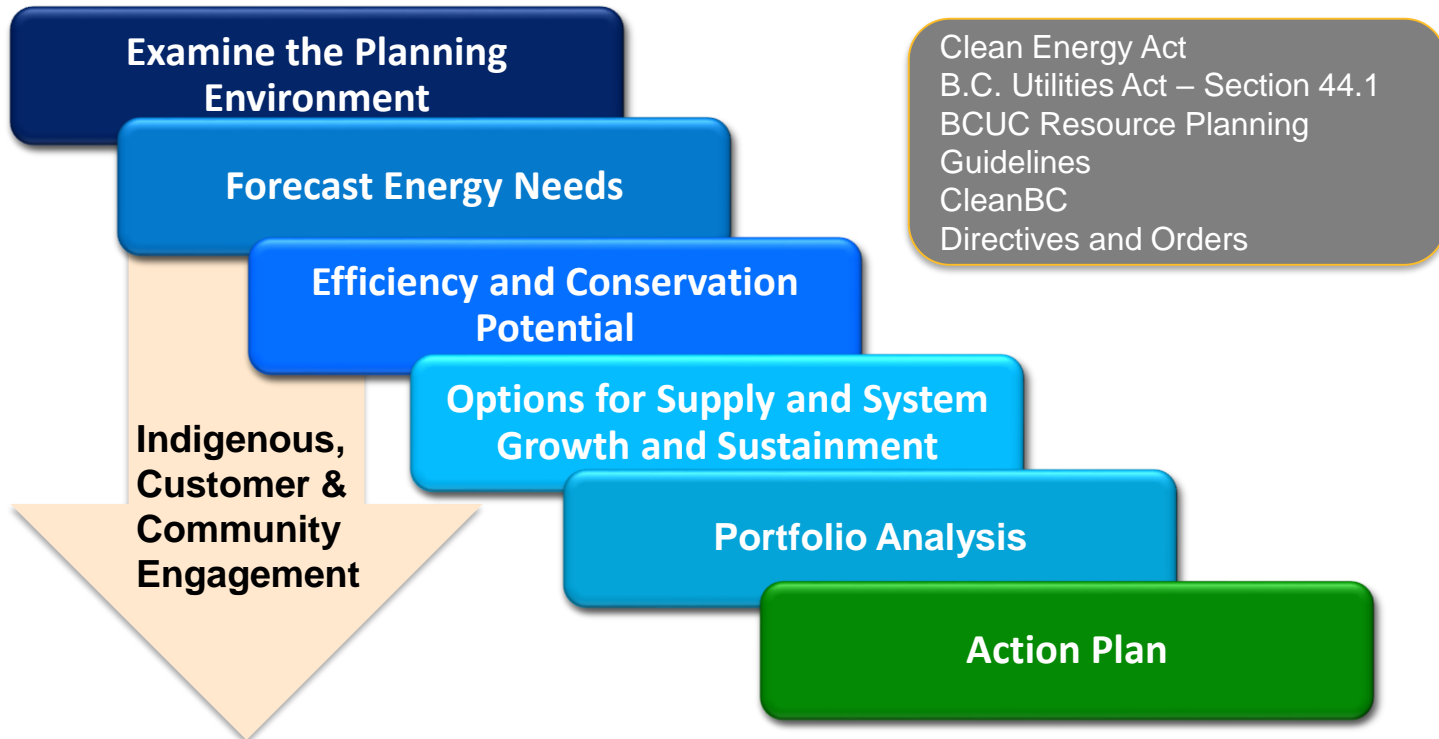 Examine the Planning
Environment
Clean Energy Act
B.C. Utilities Act – Section 44.1
BCUC Resource Planning
Guidelines
CleanBC
Directives and Orders
Forecast Energy Needs
Efficiency and Conservation
Potential
Options for Supply and System
Growth and Sustainment
Indigenous,
Customer &
Community
Engagement
Portfolio Analysis
Action Plan